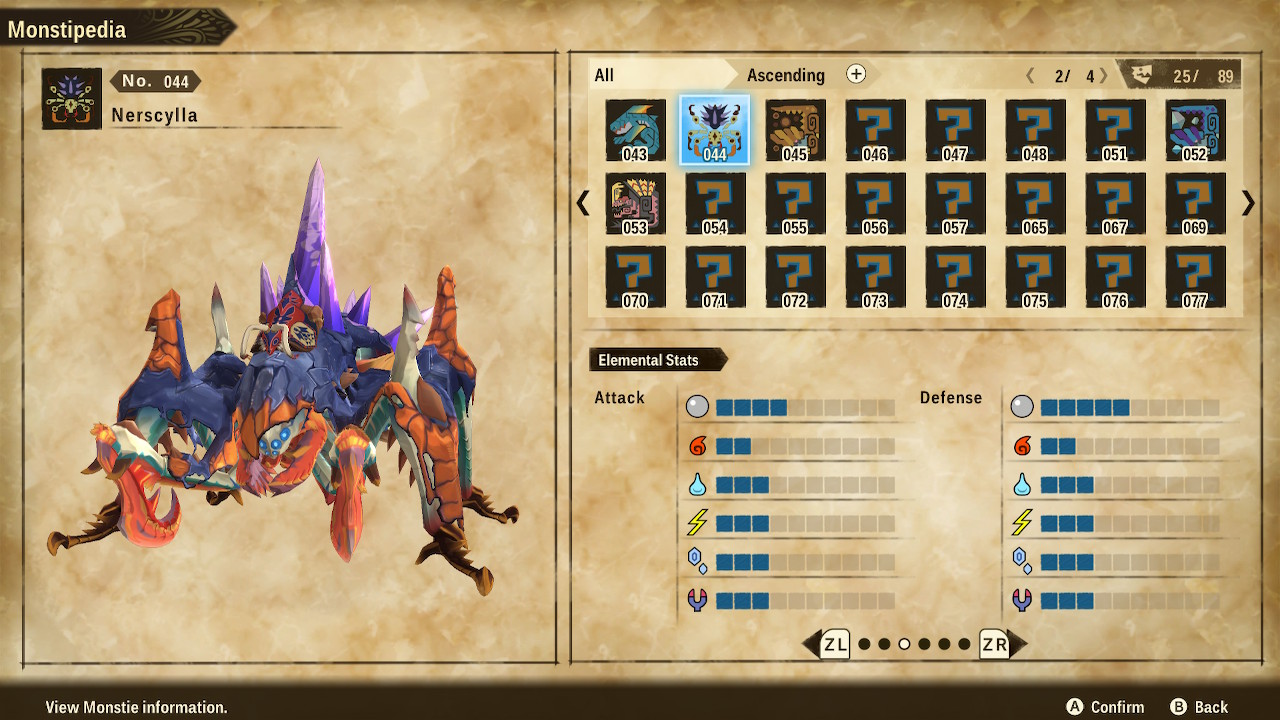 Monstipedia
No. 044
Nerscylla
All
Ascending
2/ 4
25/ 89
043 044 045 046 047 048 051 052
053 054 055 056 057 065 067 069
070 071 072 073 074 075 076 077
Elemental Stats
Attack
Defense
ZL
ZR
View Monstie information.
A Confirm
B Back